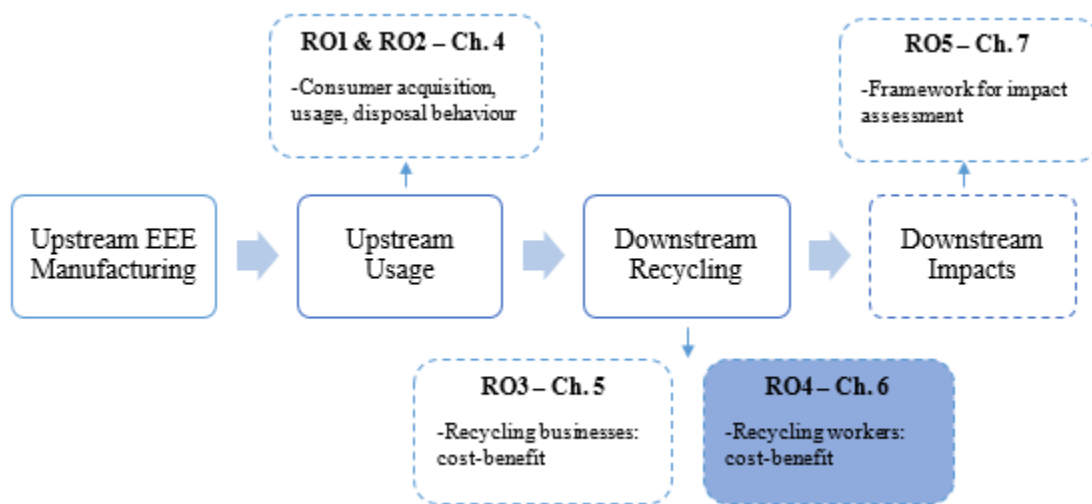 RO1 & RO2 – Ch. 4
-Consumer acquisition,
usage, disposal behaviour
RO5 – Ch. 7
-Framework for impact
assessment
Upstream EEE
Manufacturing
Upstream
Usage
Downstream
Recycling
Downstream
Impacts
RO3 – Ch. 5
-Recycling businesses:
cost-benefit
RO4 – Ch. 6
-Recycling workers:
cost-benefit